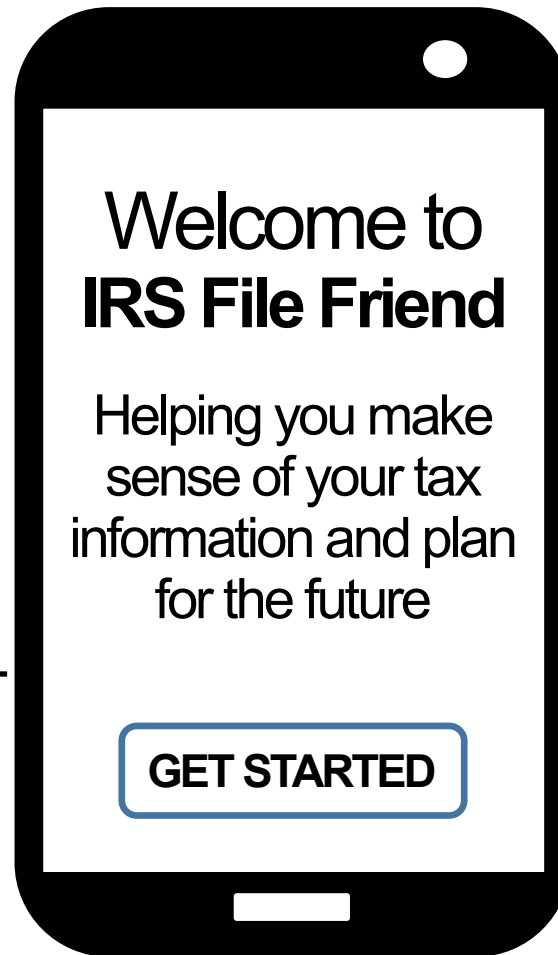 Welcome to
IRS File Friend
Helping you make
sense of your tax
information and plan
for the future
GET STARTED